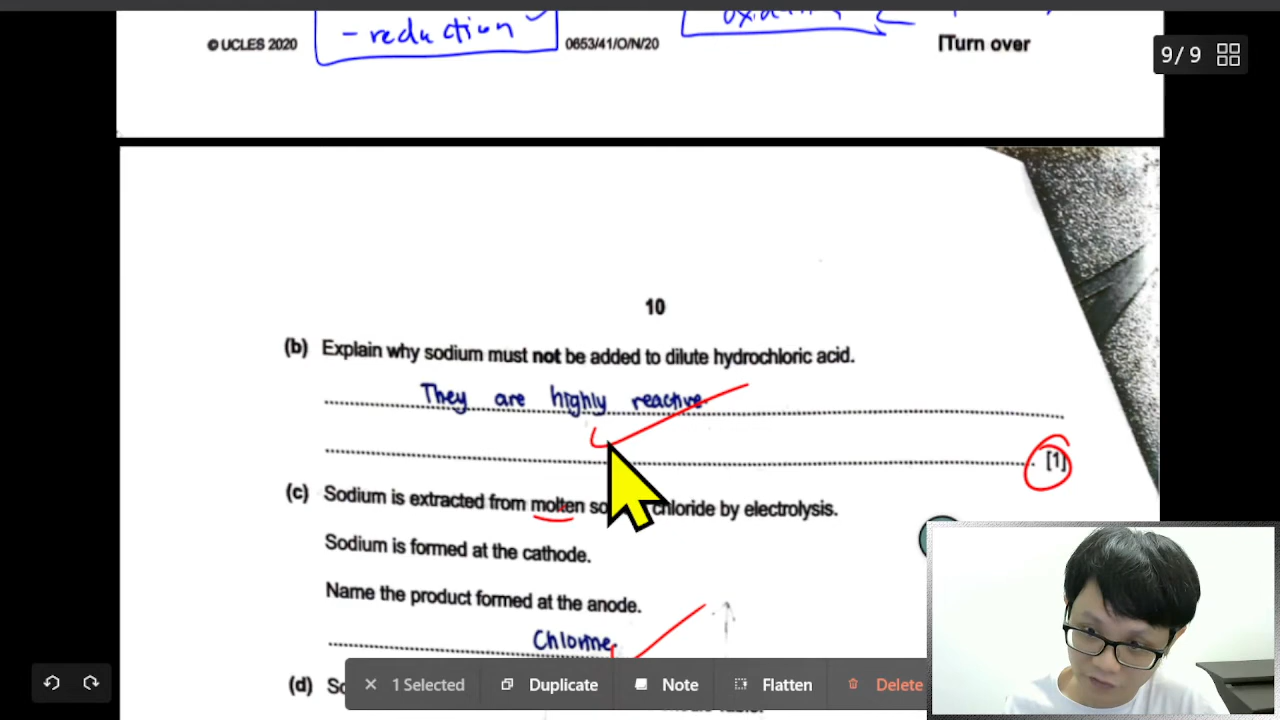 - reduction
© UCLES 2020
0653/41/O/N/20
[Turn over
9/9
10
(b) Explain why sodium must not be added to dilute hydrochloric acid.
They are highly reactive.
[1]
(c) Sodium is extracted from molten so chloride by electrolysis.
Sodium is formed at the cathode.
Name the product formed at the anode.
Chlorine.
(d) So
1 Selected
Duplicate
Note
Flatten
Delete